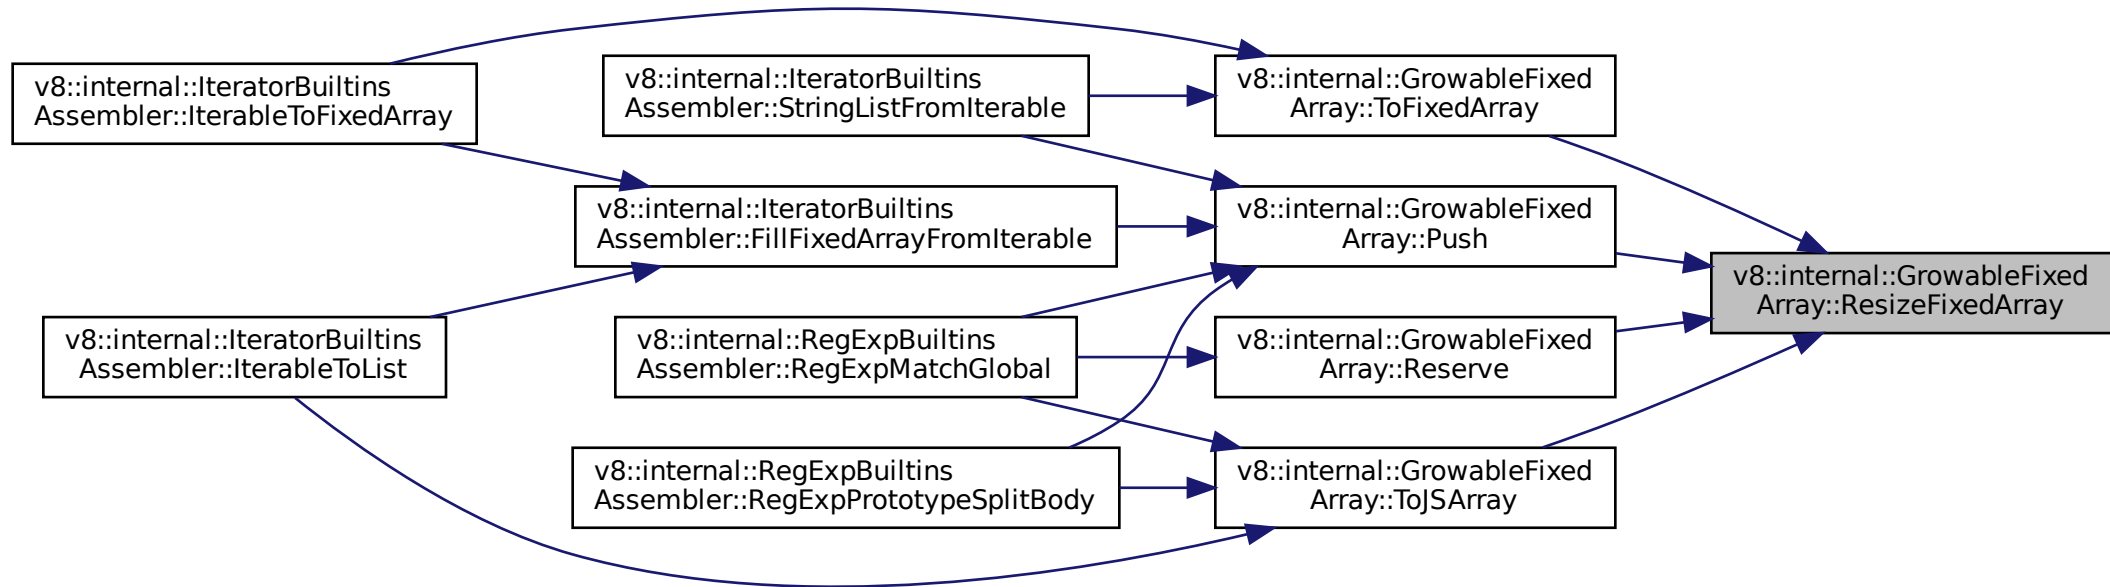 v8::internal::IteratorBuiltins
Assembler::IterableToFixedArray
v8::internal::IteratorBuiltins
Assembler::IterableToList
v8::internal::IteratorBuiltins
Assembler::StringListFromIterable
v8::internal::IteratorBuiltins
Assembler::FillFixedArrayFromIterable
v8::internal::RegExpBuiltins
Assembler::RegExpMatchGlobal
v8::internal::RegExpBuiltins
Assembler::RegExpPrototypeSplitBody
v8::internal::GrowableFixed
Array::ToFixedArray
v8::internal::GrowableFixed
Array::Push
v8::internal::GrowableFixed
Array::Reserve
v8::internal::GrowableFixed
Array::ToJSArray
v8::internal::GrowableFixed
Array::ResizeFixedArray